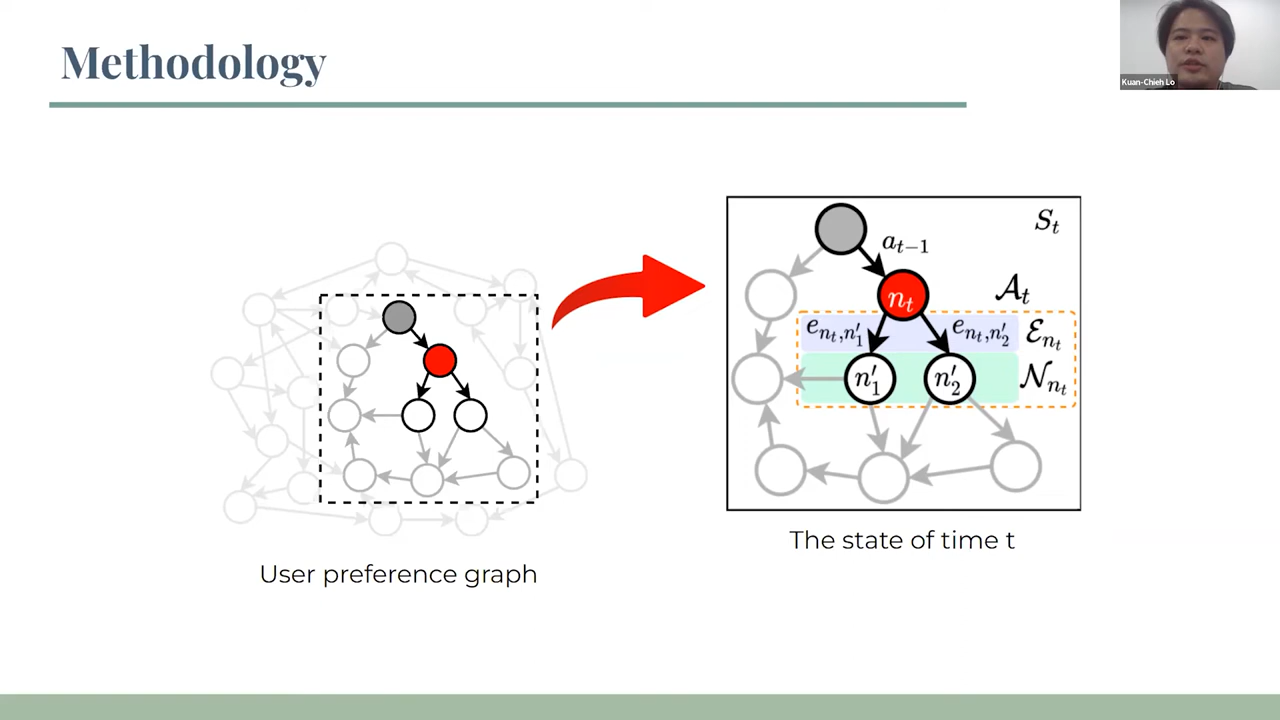 Methodology
Kuan-Chieh Lo
S_t
a_{t-1}
n_t
𝒜_t
e_{n_t,n'_1} e_{n_t,n'_2} ℰ_{n_t}
n'_1 n'_2 𝒩_{n_t}
The state of time t
User preference graph